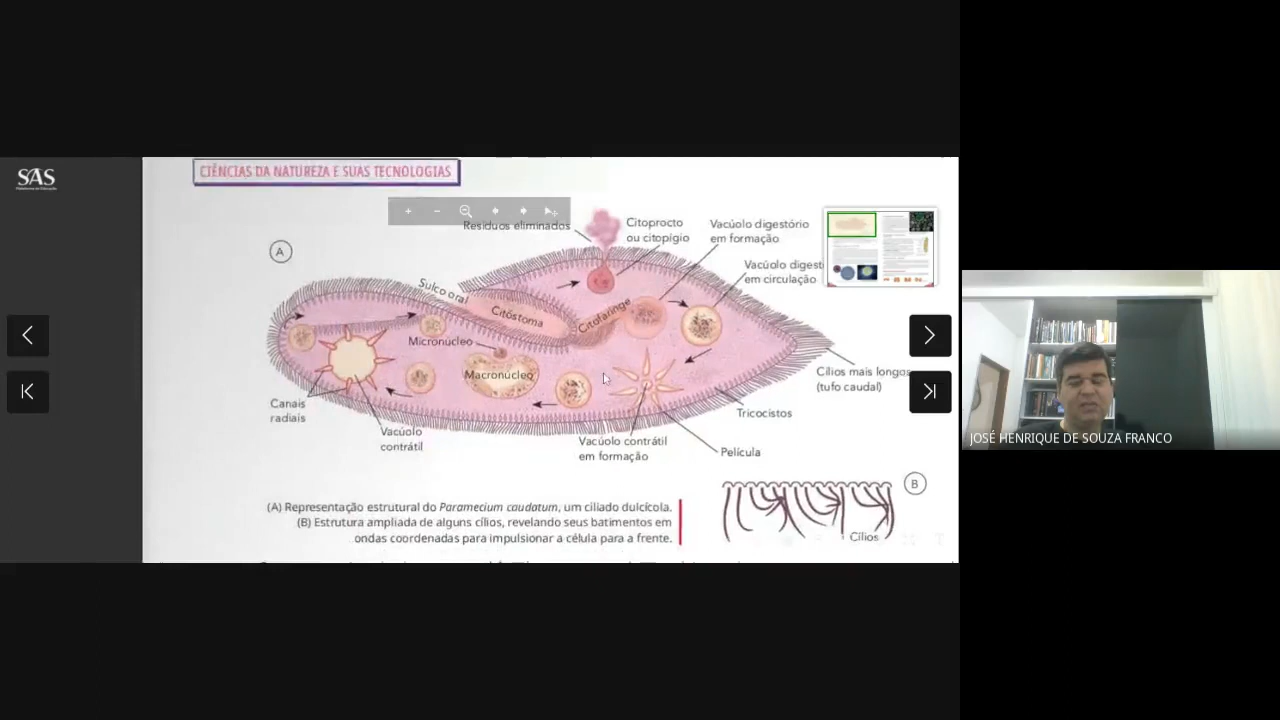 CIÊNCIAS DA NATUREZA E SUAS TECNOLOGIAS
SAS
A
Resíduos eliminados
Citoprocto
ou citopígio
Vacúolo digestório
em formação
Vacúolo digest
em circulação
Sulco oral
Citóstoma
Citofaringe
Micronúcleo
Macronúcleo
Cílios mais longos
(tufo caudal)
Canais
radiais
Vacúolo
contrátil
Tricocistos
Vacúolo contrátil
em formação
Película
B
(A) Representação estrutural do Paramecium caudatum, um ciliado dulcícola.
(B) Estrutura ampliada de alguns cílios, revelando seus batimentos em
ondas coordenadas para impulsionar a célula para a frente.
Cílios
JOSÉ HENRIQUE DE SOUZA FRANCO